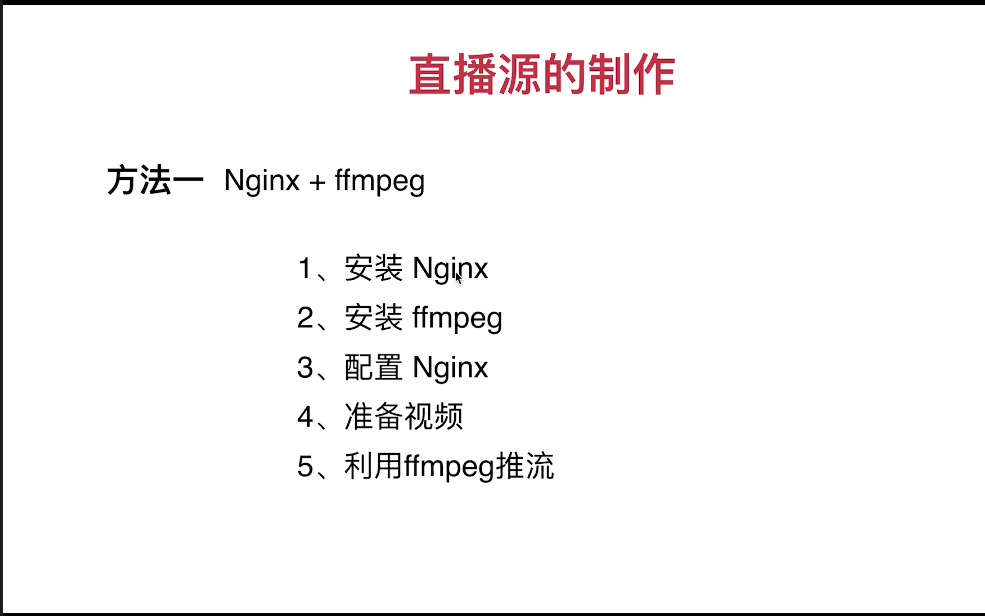 直播源的制作
方法一 Nginx + ffmpeg
1、安装 Nginx
2、安装 ffmpeg
3、配置 Nginx
4、准备视频
5、利用ffmpeg推流